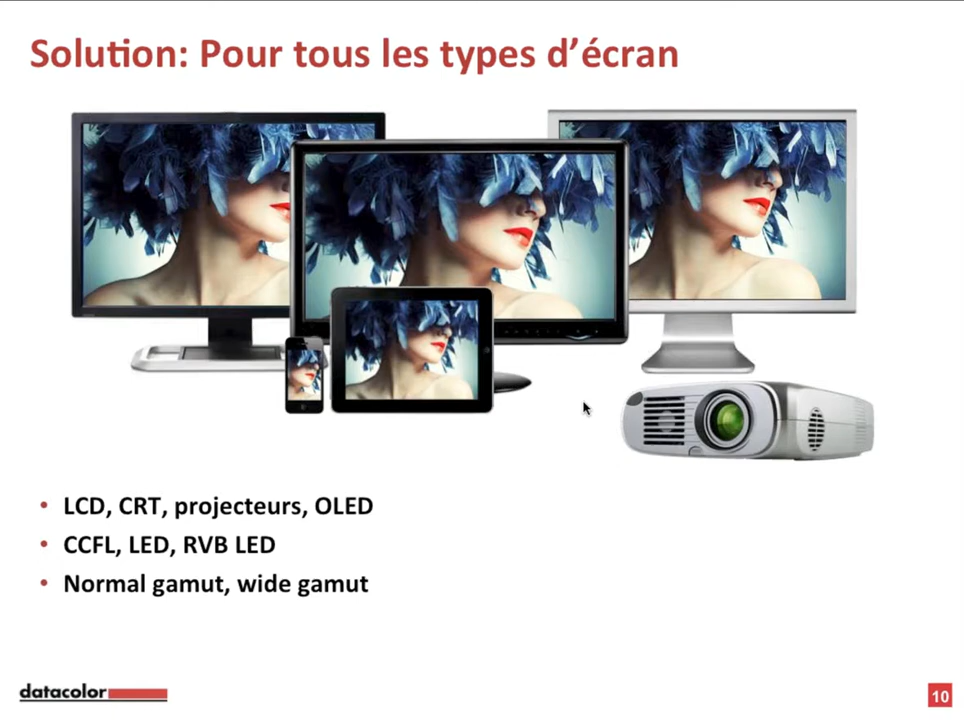 Solution: Pour tous les types d’écran
• LCD, CRT, projecteurs, OLED
• CCFL, LED, RVB LED
• Normal gamut, wide gamut
datacolor
10